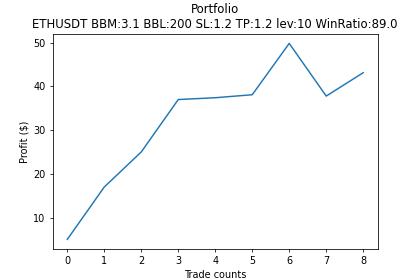 Portfolio
ETHUSDT BBM:3.1 BBL:200 SL:1.2 TP:1.2 lev:10 WinRatio:89.0
50
40
30
20
10
Profit ($)
0 1 2 3 4 5 6 7 8
Trade counts